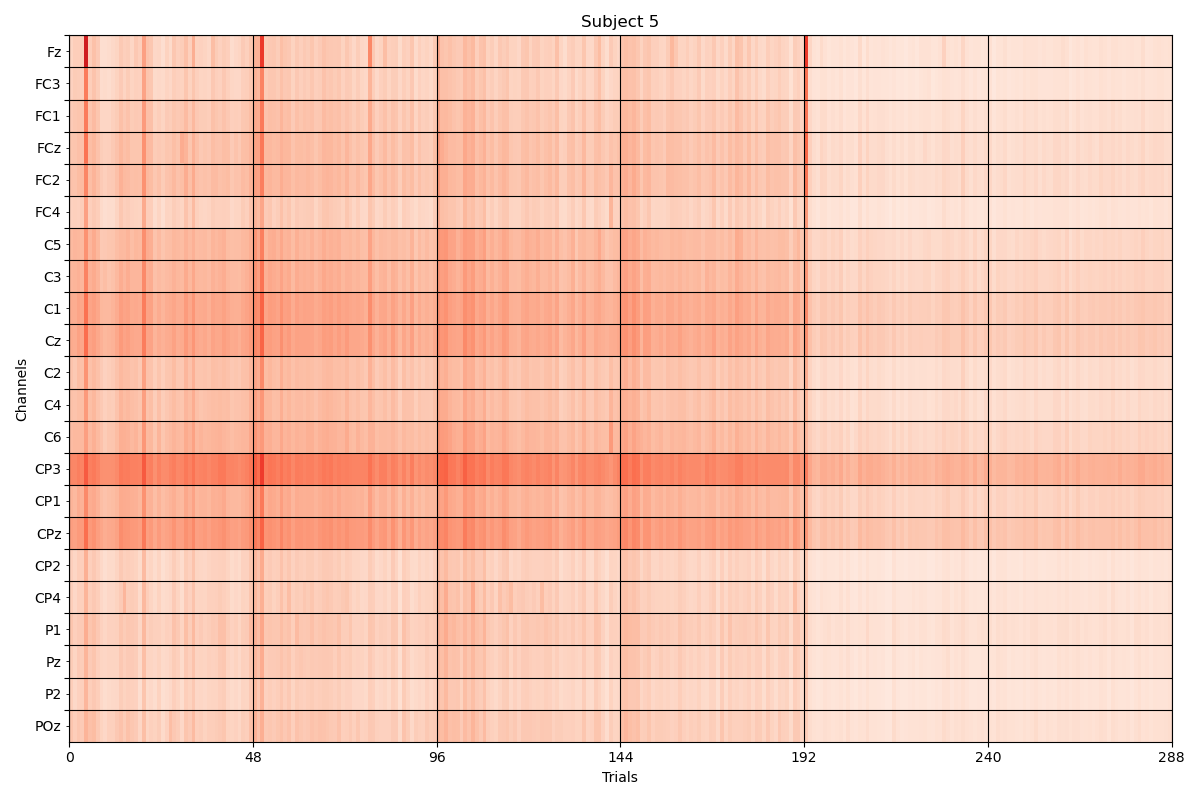 Subject 5
Channels
Fz
FC3
FC1
FCz
FC2
FC4
C5
C3
C1
Cz
C2
C4
C6
CP3
CP1
CPz
CP2
CP4
P1
Pz
P2
POz
0 48 96 144 192 240 288
Trials